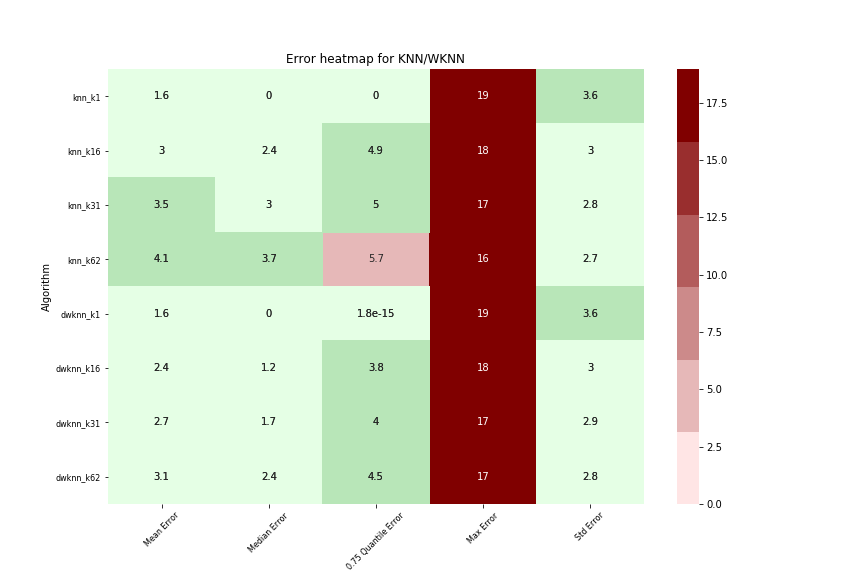 Error heatmap for KNN/WKNN
Algorithm
knn_k1 1.6 0 0 19 3.6
knn_k16 3 2.4 4.9 18 3
knn_k31 3.5 3 5 17 2.8
knn_k62 4.1 3.7 5.7 16 2.7
dwknn_k1 1.6 0 1.8e-15 19 3.6
dwknn_k16 2.4 1.2 3.8 18 3
dwknn_k31 2.7 1.7 4 17 2.9
dwknn_k62 3.1 2.4 4.5 17 2.8
Mean Error
Median Error
0.75 Quantile Error
Max Error
Std Error
17.5
15.0
12.5
10.0
7.5
5.0
2.5
0.0